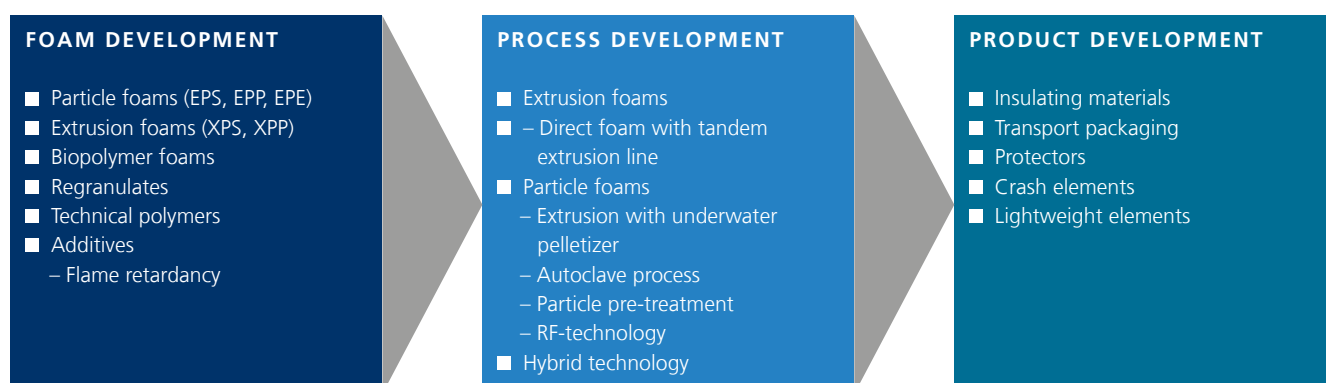 FOAM DEVELOPMENT
■ Particle foams (EPS, EPP, EPE)
■ Extrusion foams (XPS, XPP)
■ Biopolymer foams
■ Regranulates
■ Technical polymers
■ Additives
– Flame retardancy
PROCESS DEVELOPMENT
■ Extrusion foams
■ – Direct foam with tandem
extrusion line
■ Particle foams
– Extrusion with underwater
pelletizer
– Autoclave process
– Particle pre-treatment
– RF-technology
■ Hybrid technology
PRODUCT DEVELOPMENT
■ Insulating materials
■ Transport packaging
■ Protectors
■ Crash elements
■ Lightweight elements